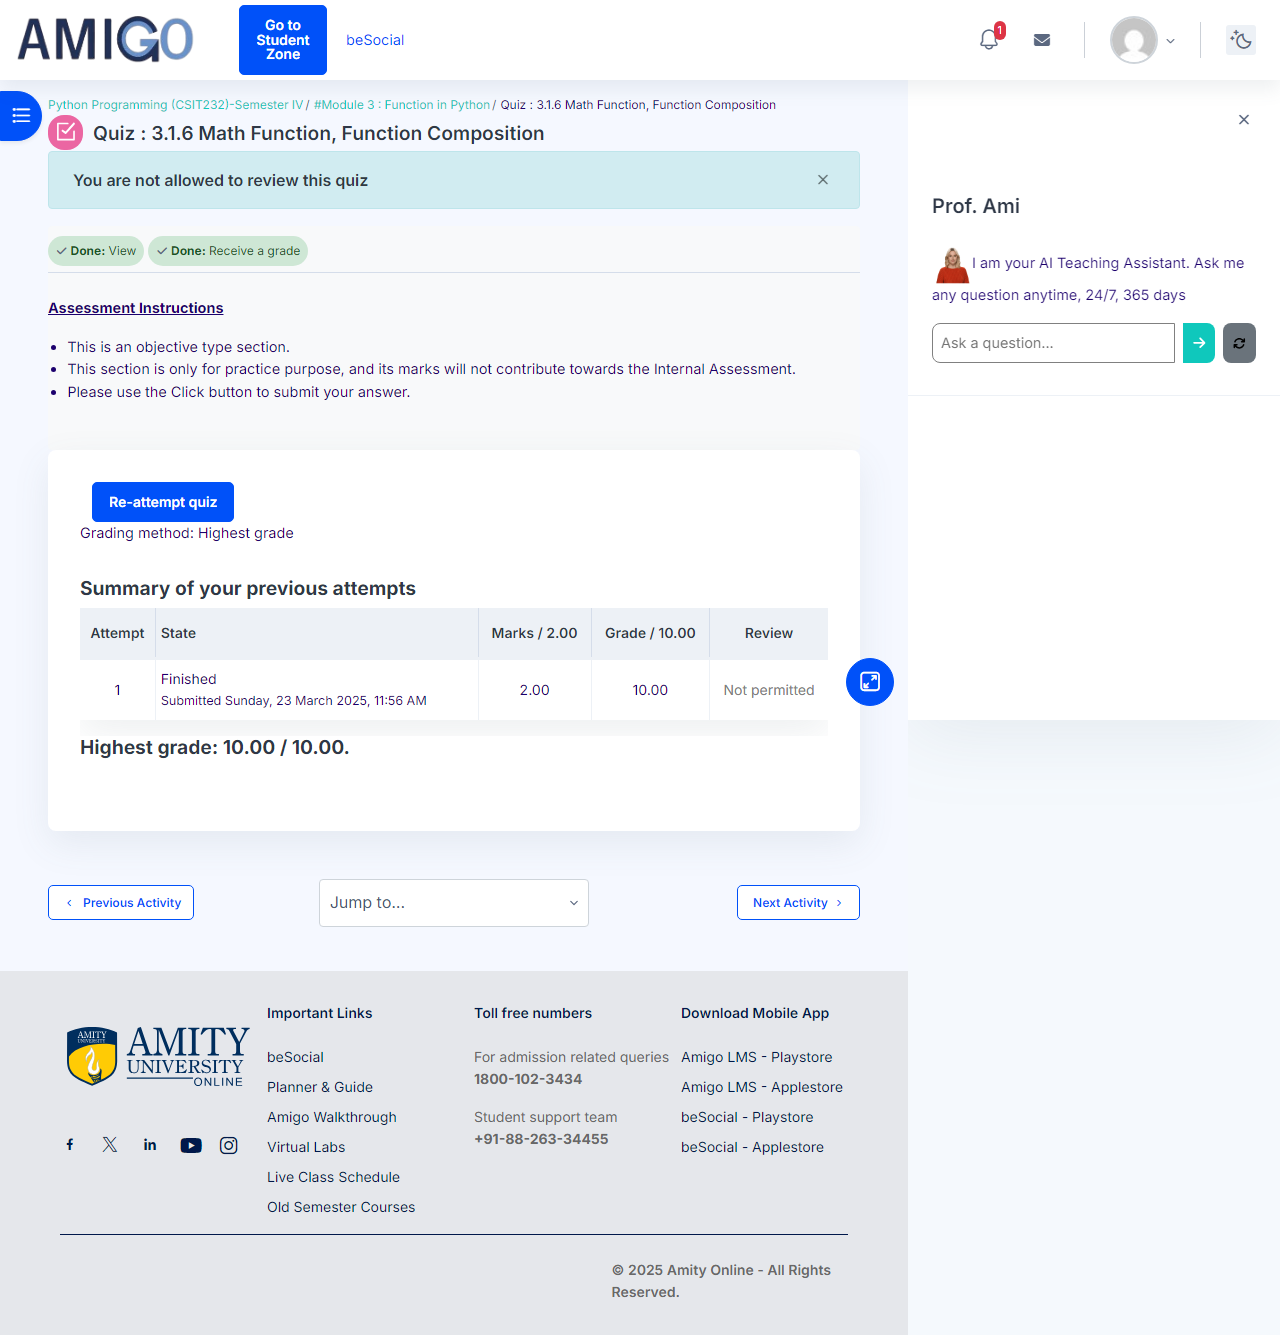 AMIGO
Go to
Student
Zone
beSocial
1
Python Programming (CSIT232)-Semester IV / #Module 3 : Function in Python / Quiz : 3.1.6 Math Function, Function Composition
Quiz : 3.1.6 Math Function, Function Composition
You are not allowed to review this quiz
Done: View
Done: Receive a grade
Assessment Instructions
• This is an objective type section.
• This section is only for practice purpose, and its marks will not contribute towards the Internal Assessment.
• Please use the Click button to submit your answer.
Prof. Ami
I am your AI Teaching Assistant. Ask me
any question anytime, 24/7, 365 days
Ask a question...
Re-attempt quiz
Grading method: Highest grade
Summary of your previous attempts
Attempt State Marks / 2.00 Grade / 10.00 Review
1 Finished 2.00 10.00 Not permitted
Submitted Sunday, 23 March 2025, 11:56 AM
Highest grade: 10.00 / 10.00.
Previous Activity
Jump to...
Next Activity
AMITY
UNIVERSITY
AMITY
UNIVERSITY
ONLINE
Important Links
beSocial
Planner & Guide
Amigo Walkthrough
Virtual Labs
Live Class Schedule
Old Semester Courses
Toll free numbers
For admission related queries
1800-102-3434
Student support team
+91-88-263-34455
Download Mobile App
Amigo LMS - Playstore
Amigo LMS - Applestore
beSocial - Playstore
beSocial - Applestore
© 2025 Amity Online - All Rights
Reserved.